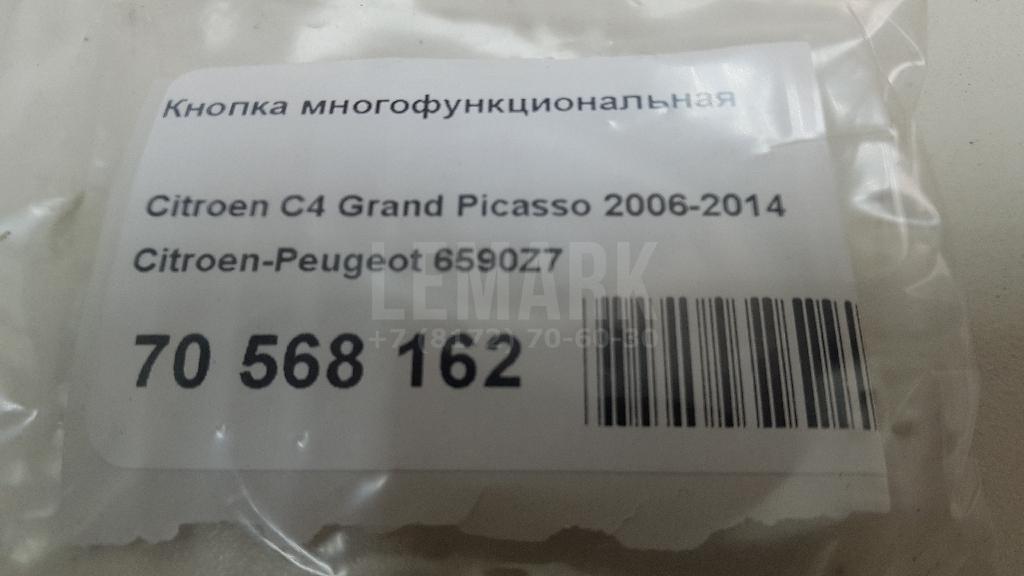 Кнопка многофункциональная
Citroen C4 Grand Picasso 2006-2014
Citroen-Peugeot 6590Z7
LEMARK
+7 (8172) 70-60-30
70 568 162